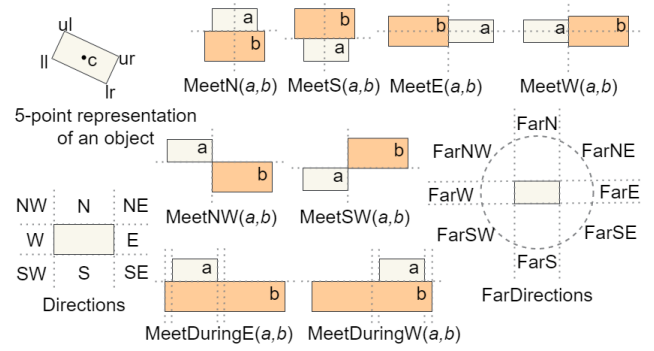 ul
ll
c
ur
lr
5-point representation
of an object
a
b
MeetN(a,b)
b
a
MeetS(a,b)
b
a
MeetE(a,b)
a
b
MeetW(a,b)
a
b
MeetNW(a,b)
b
a
MeetSW(a,b)
FarN
FarNW
FarNE
FarW
FarE
FarSW
FarSE
FarS
FarDirections
NW N NE
W E
SW S SE
Directions
a
b
MeetDuringE(a,b)
a
b
MeetDuringW(a,b)